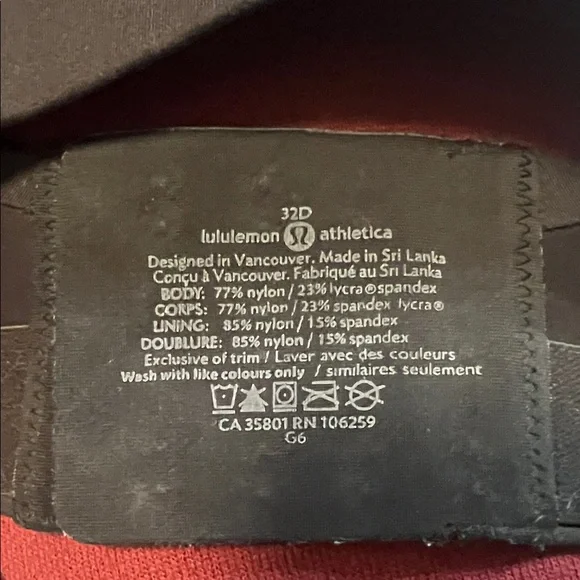 32D
lululemon athletica
Designed in Vancouver. Made in Sri Lanka
Conçu à Vancouver. Fabriqué au Sri Lanka
BODY: 77% nylon / 23% lycra® spandex
CORPS: 77% nylon / 23% spandex lycra®
LINING: 85% nylon / 15% spandex
DOUBLURE: 85% nylon / 15% spandex
Exclusive of trim / Laver avec des couleurs
Wash with like colours only / similaires seulement
CA 35801 RN 106259
G6